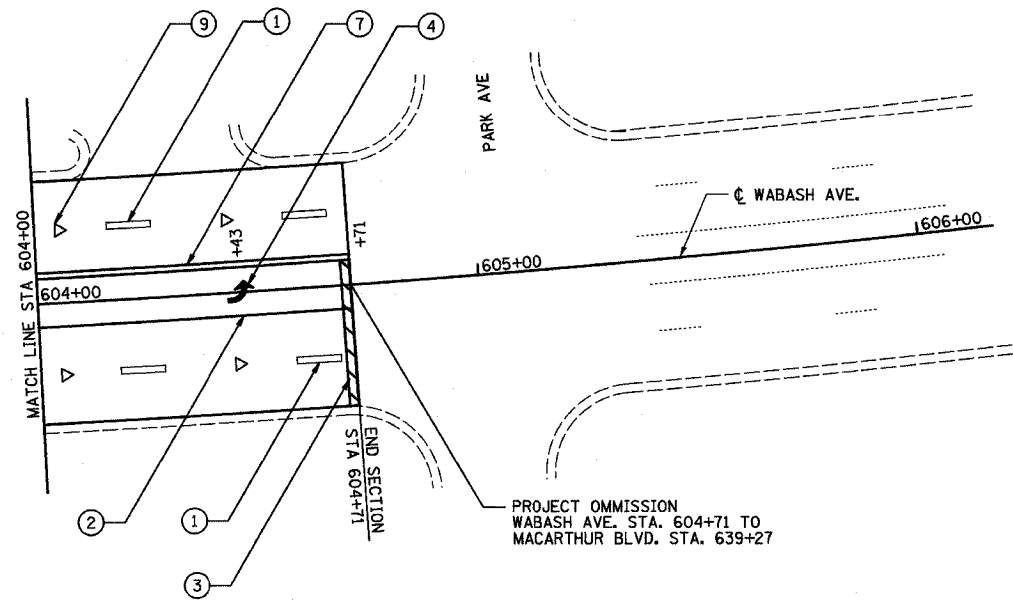 9
1
7
4
PARK AVE
MATCH LINE STA 604+00
+43
+71
℄ WABASH AVE.
606+00
605+00
604+00
END SECTION
STA 604+71
2
1
3
PROJECT OMMISSION
WABASH AVE. STA. 604+71 TO
MACARTHUR BLVD. STA. 639+27